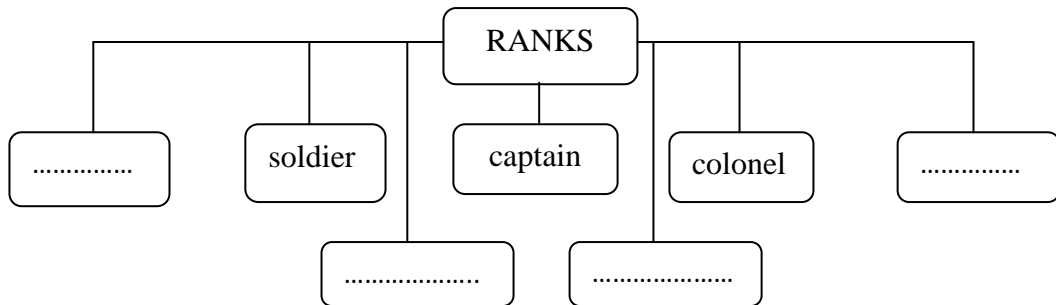 RANKS
…………… soldier captain colonel ……………
……………….. …………………